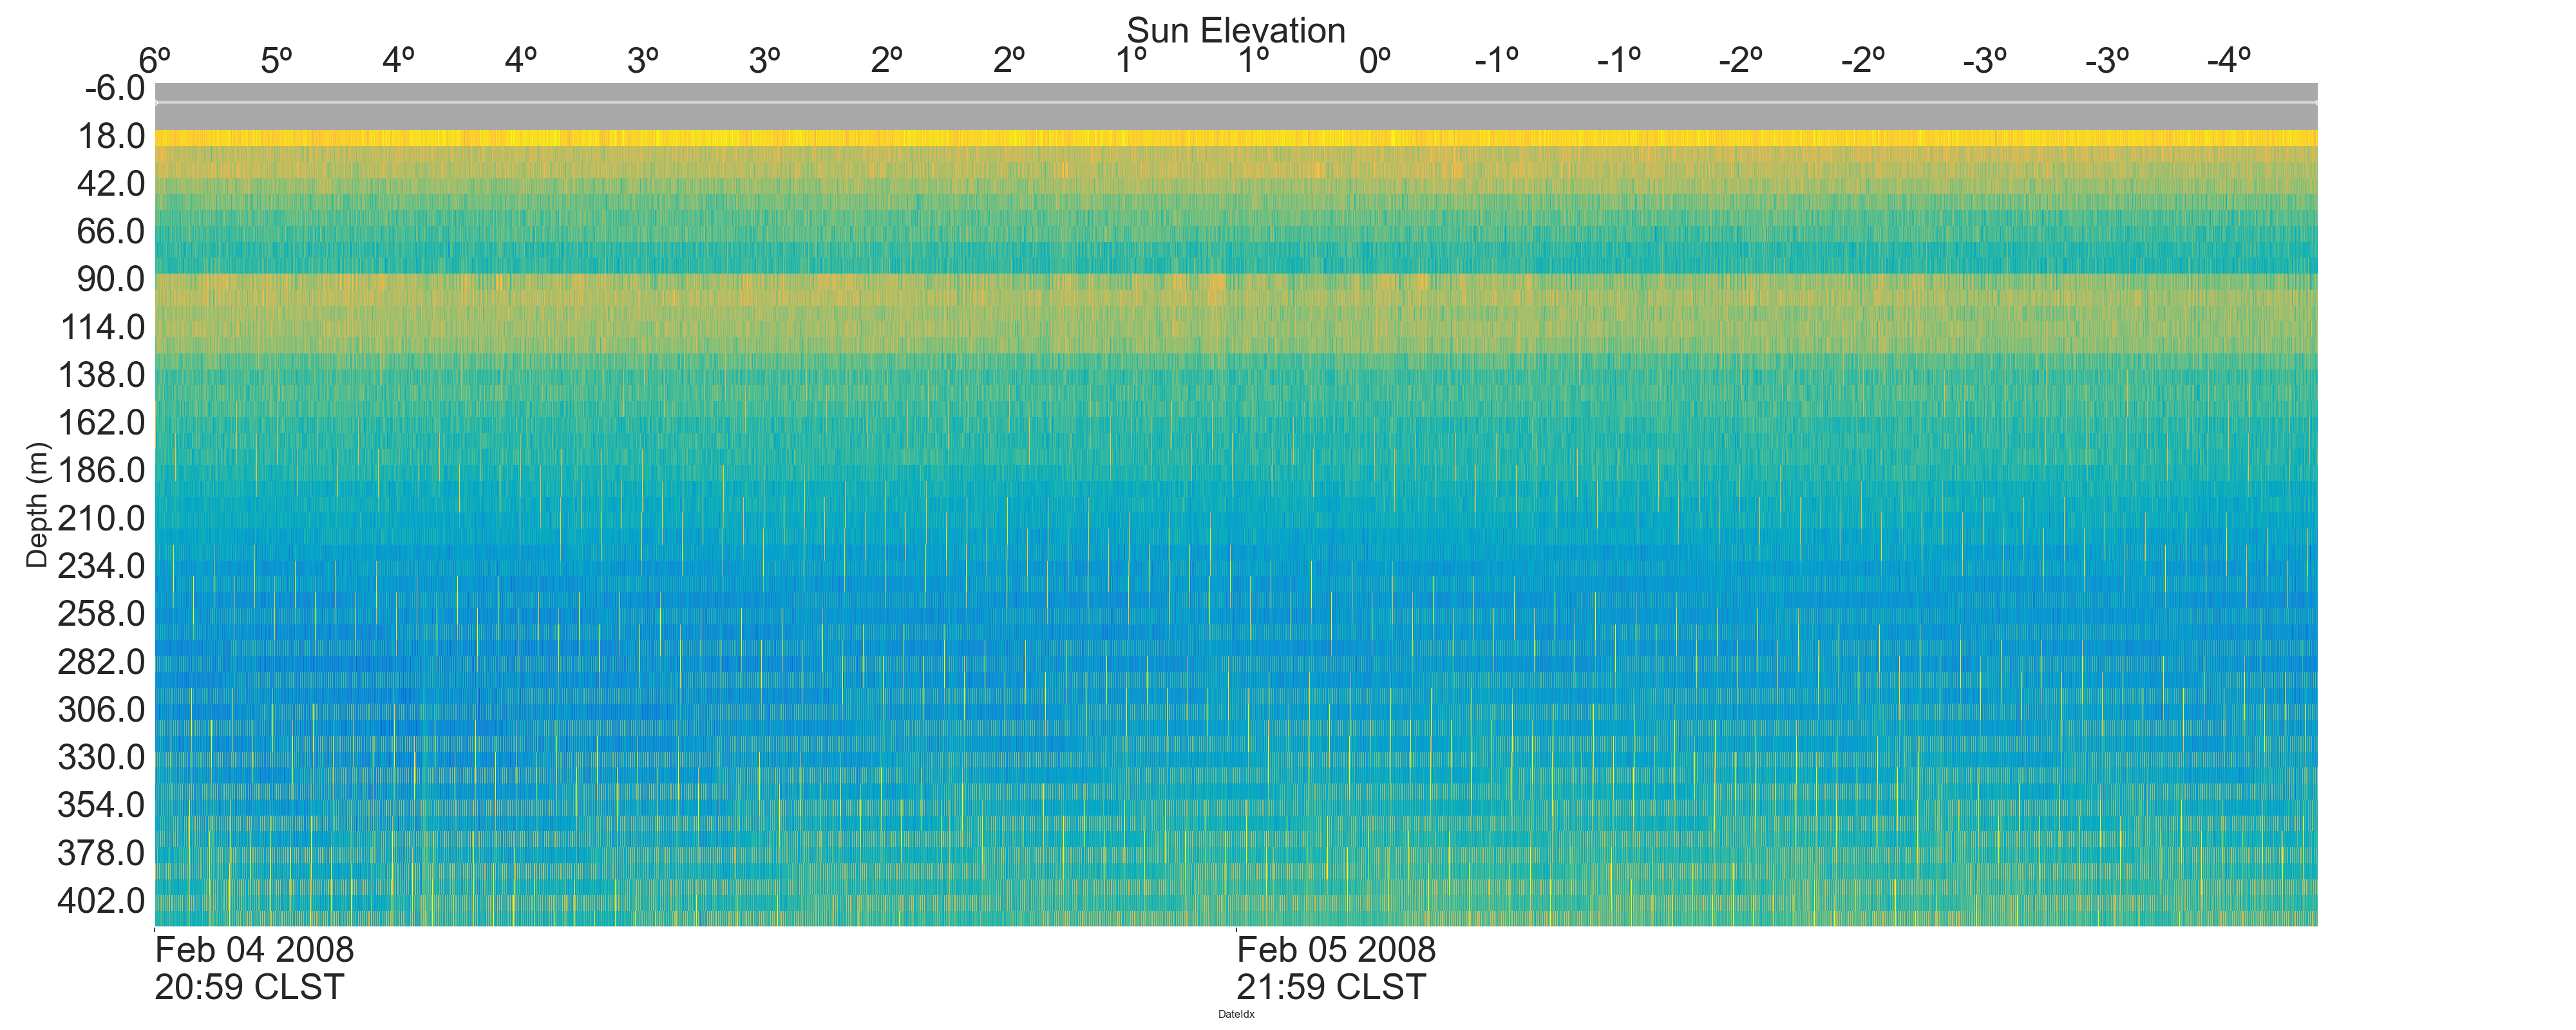 Sun Elevation
6º 5º 4º 4º 3º 3º 2º 2º 1º 1º 0º -1º -1º -2º -2º -3º -3º -4º
-6.0
18.0
42.0
66.0
90.0
114.0
138.0
162.0
186.0
210.0
234.0
258.0
282.0
306.0
330.0
354.0
378.0
402.0
Depth (m)
Feb 04 2008
20:59 CLST
Feb 05 2008
21:59 CLST
DateIdx